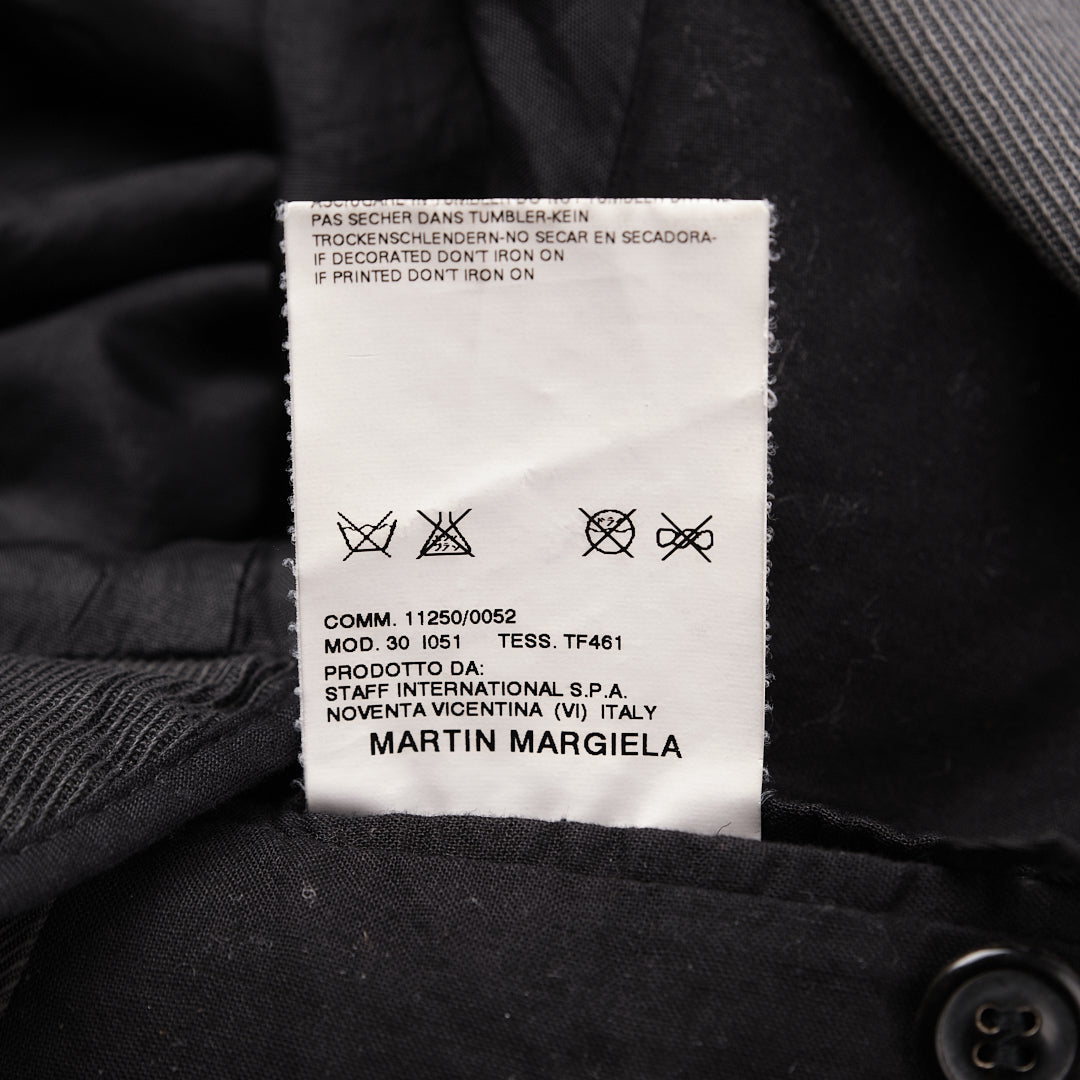 PAS SECHER DANS TUMBLER-KEIN
TROCKENSCHLENDERN-NO SECAR EN SECADORA-
IF DECORATED DON'T IRON ON
IF PRINTED DON'T IRON ON
COMM. 11250/0052
MOD. 30 I051 TESS. TF461
PRODOTTO DA:
STAFF INTERNATIONAL S.P.A.
NOVENTA VICENTINA (VI) ITALY
MARTIN MARGIELA